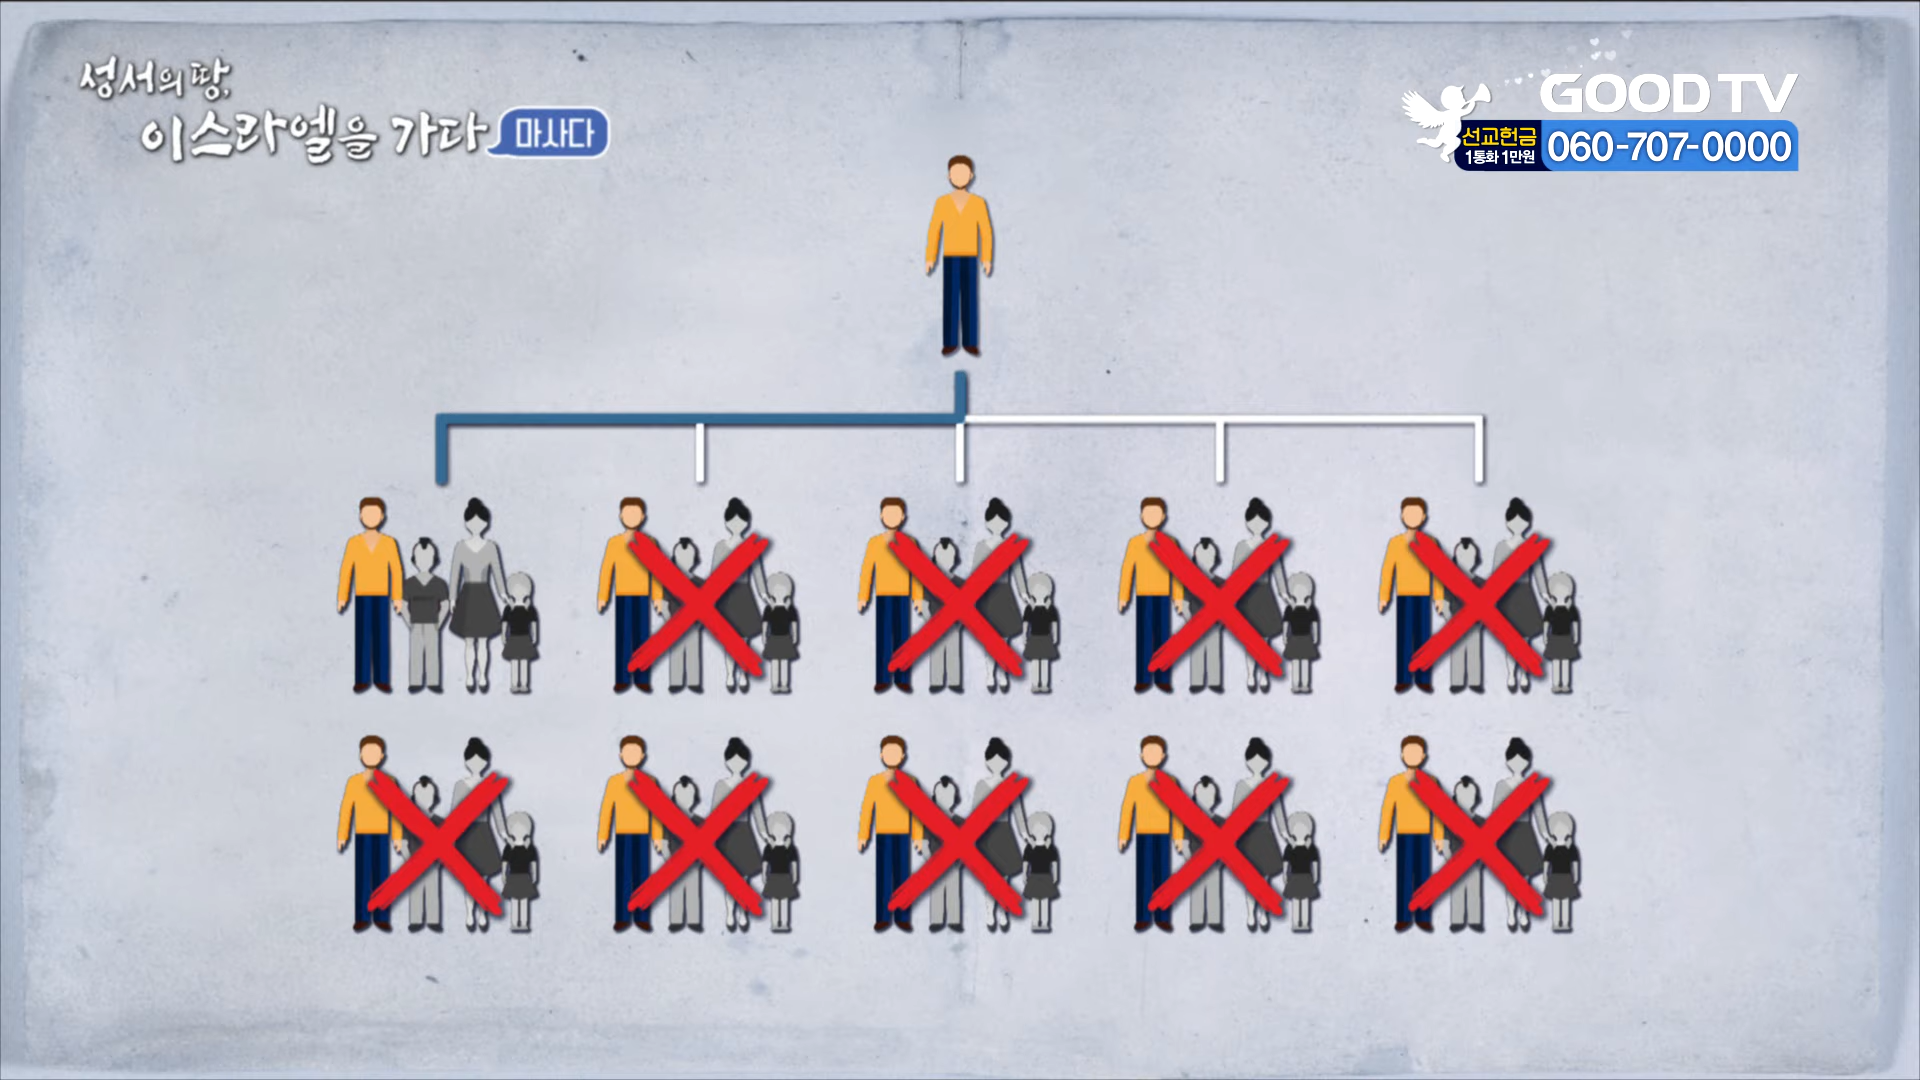 성서의 땅,
이스라엘을 가다 마사다
GOOD TV
선교헌금
1통화 1만원
060-707-0000